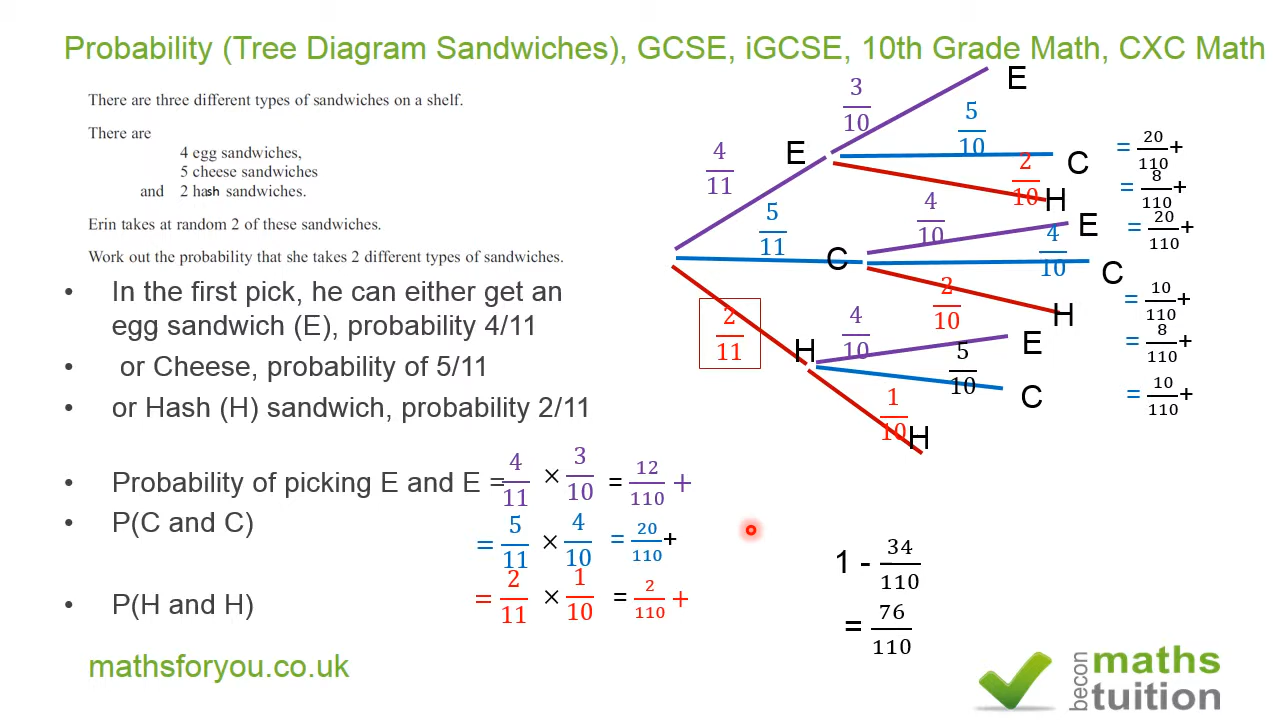 Probability (Tree Diagram Sandwiches), GCSE, iGCSE, 10th Grade Math, CXC Math
There are three different types of sandwiches on a shelf.
There are
4 egg sandwiches,
5 cheese sandwiches
and 2 hash sandwiches.
Erin takes at random 2 of these sandwiches.
Work out the probability that she takes 2 different types of sandwiches.
• In the first pick, he can either get an
egg sandwich (E), probability 4/11
• or Cheese, probability of 5/11
• or Hash (H) sandwich, probability 2/11
• Probability of picking E and E = 4/11 × 3/10 = 12/110 +
• P(C and C) = 5/11 × 4/10 = 20/110 +
• P(H and H) = 2/11 × 1/10 = 2/110 +
mathsforyou.co.uk
4/11 E
3/10 E
5/10 C = 20/110 +
2/10 H = 8/110 +
5/11 C
4/10 E = 20/110 +
4/10 C
2/10 H = 10/110 +
2/11 H
4/10 E = 8/110 +
5/10 C = 10/110 +
1/10 H
1 - 34/110
= 76/110
becon maths tuition